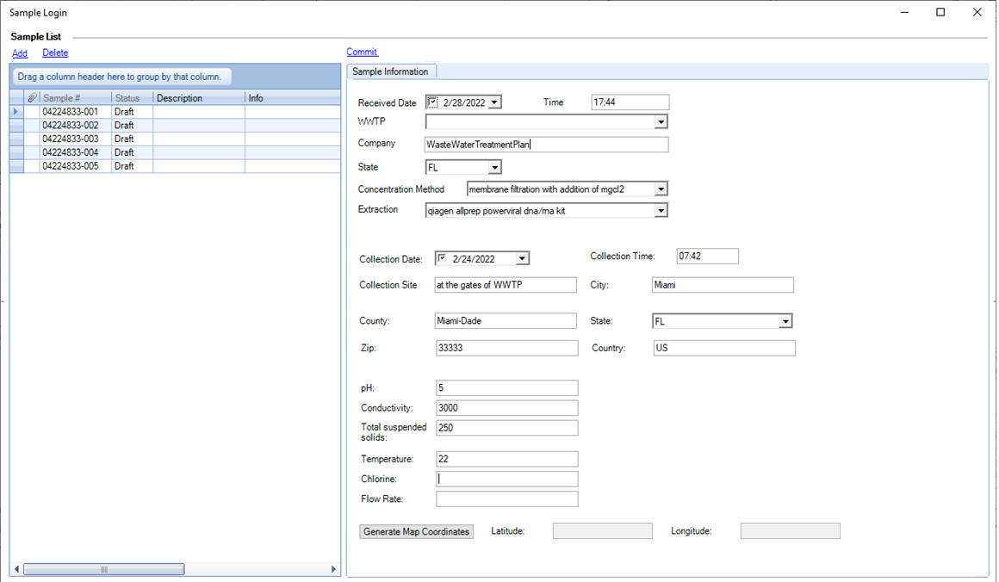 Sample Login
Sample List
Add Delete
Commit
Drag a column header here to group by that column.
Sample # Status Description Info
04224833-001 Draft
04224833-002 Draft
04224833-003 Draft
04224833-004 Draft
04224833-005 Draft
Sample Information
Received Date 2/28/2022 Time 17:44
WWTP
Company WasteWaterTreatmentPlan
State FL
Concentration Method membrane filtration with addition of mgcl2
Extraction qiagen allprep powerviral dna/rna kit
Collection Date: 2/24/2022 Collection Time: 07:42
Collection Site at the gates of WWTP City: Miami
County: Miami-Dade State: FL
Zip: 33333 Country: US
pH: 5
Conductivity: 3000
Total suspended 250
solids:
Temperature: 22
Chlorine:
Flow Rate:
Generate Map Coordinates Latitude: Longitude: